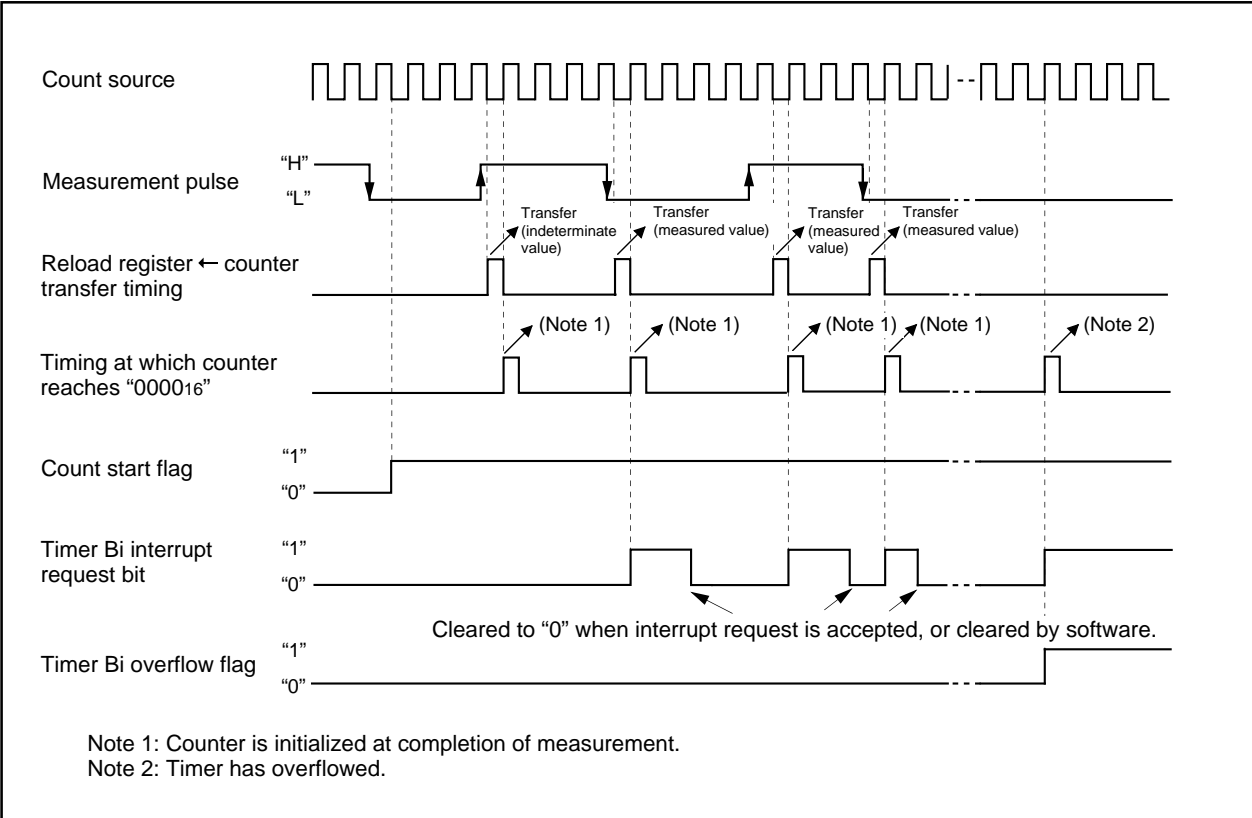 Count source
Measurement pulse
“H”
“L”
Transfer
(indeterminate
value)
Transfer
(measured value)
Transfer
(measured
value)
Transfer
(measured value)
Reload register ← counter
transfer timing
(Note 1)
(Note 1)
(Note 1)
(Note 1)
(Note 2)
Timing at which counter
reaches “000016”
Count start flag
“1”
“0”
Timer Bi interrupt
request bit
“1”
“0”
Cleared to “0” when interrupt request is accepted, or cleared by software.
Timer Bi overflow flag
“1”
“0”
Note 1: Counter is initialized at completion of measurement.
Note 2: Timer has overflowed.